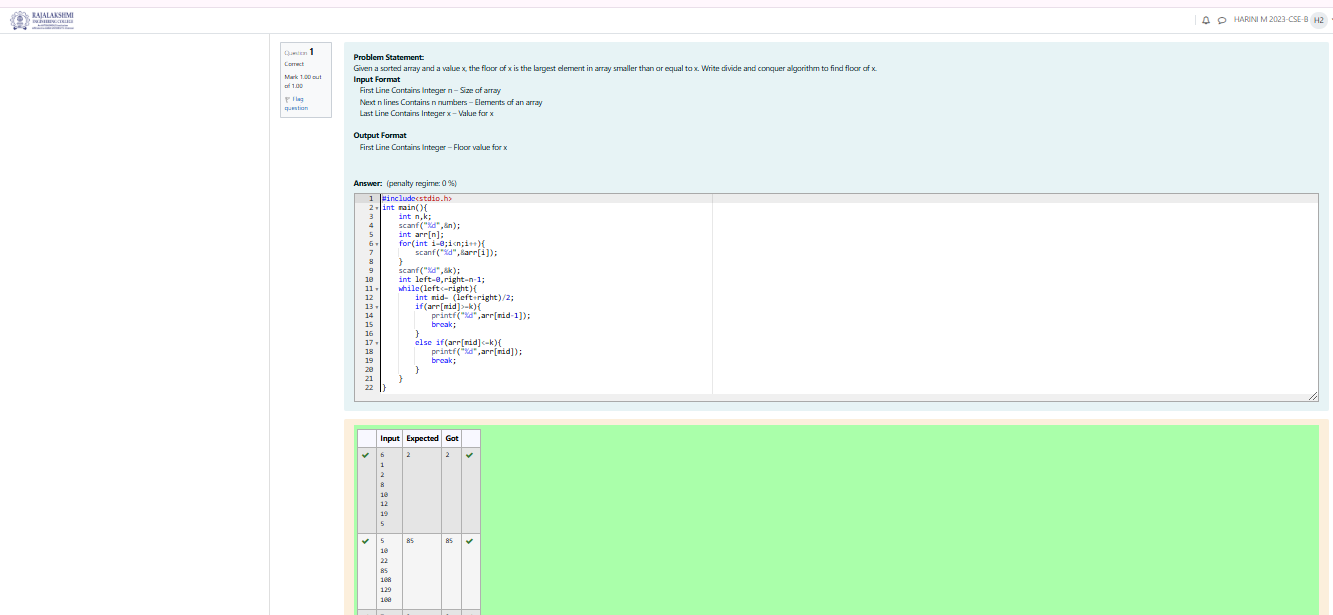 RAJALAKSHMI
ENGINEERING COLLEGE
HARINI M 2023-CSE-B H2
Question 1
Correct
Mark 1.00 out
of 1.00
Flag
question
Problem Statement:
Given a sorted array and a value x, the floor of x is the largest element in array smaller than or equal to x. Write divide and conquer algorithm to find floor of x.
Input Format
First Line Contains Integer n – Size of array
Next n lines Contains n numbers – Elements of an array
Last Line Contains Integer x – Value for x
Output Format
First Line Contains Integer – Floor value for x
Answer: (penalty regime: 0 %)
1 #include<stdio.h>
2 int main(){
3 int n,k;
4 scanf("%d",&n);
5 int arr[n];
6 for(int i=0;i<n;i++){
7 scanf("%d",&arr[i]);
8 }
9 scanf("%d",&k);
10 int left=0,right=n-1;
11 while(left<=right){
12 int mid= (left+right)/2;
13 if(arr[mid]>=k){
14 printf("%d",arr[mid-1]);
15 break;
16 }
17 else if(arr[mid]<=k){
18 printf("%d",arr[mid]);
19 break;
20 }
21 }
22 }
Input Expected Got
6 2 2
1
2
8
10
12
19
5
5 85 85
10
22
85
108
129
100